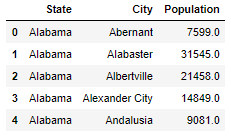 State City Population
0 Alabama Abernant 7599.0
1 Alabama Alabaster 31545.0
2 Alabama Albertville 21458.0
3 Alabama Alexander City 14849.0
4 Alabama Andalusia 9081.0